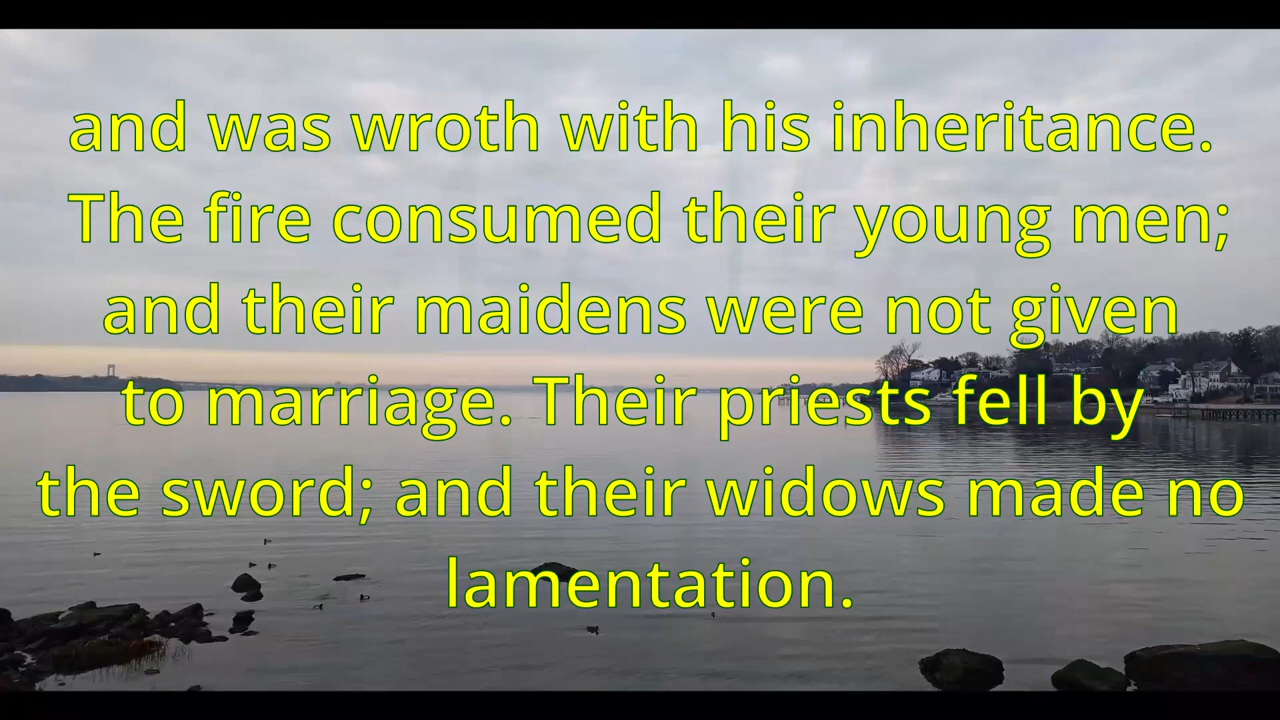 and was wroth with his inheritance.
The fire consumed their young men;
and their maidens were not given
to marriage. Their priests fell by
the sword; and their widows made no
lamentation.